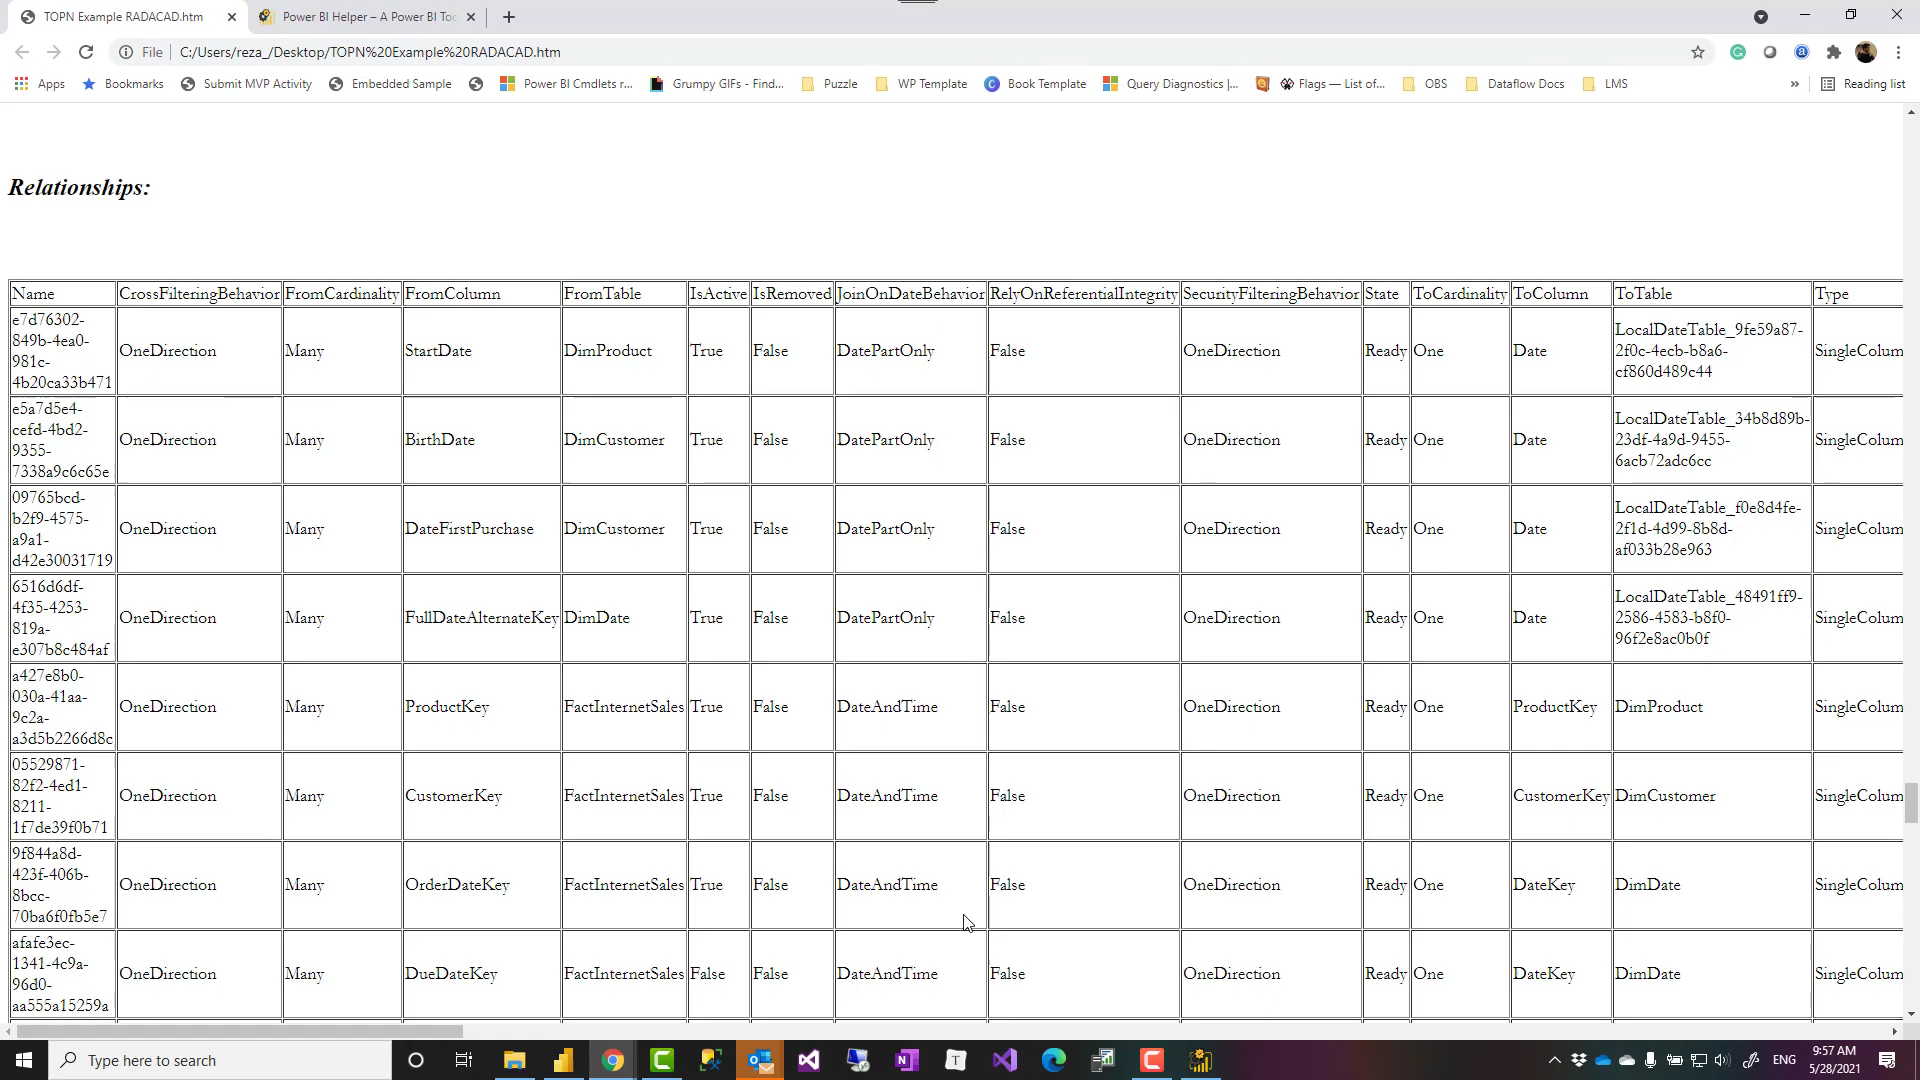 TOPN Example RADACAD.htm
Power BI Helper – A Power BI Too
File
C:/Users/reza_/Desktop/TOPN%20Example%20RADACAD.htm
Apps Bookmarks Submit MVP Activity Embedded Sample Power BI Cmdlets r... Grumpy GIFs - Find... Puzzle WP Template Book Template Query Diagnostics |... Flags — List of... OBS Dataflow Docs LMS » Reading list
Relationships:
Name CrossFilteringBehavior FromCardinality FromColumn FromTable IsActive IsRemoved JoinOnDateBehavior RelyOnReferentialIntegrity SecurityFilteringBehavior State ToCardinality ToColumn ToTable Type
e7d76302-
849b-4ea0-
981c-
4b20ca33b471
OneDirection Many StartDate DimProduct True False DatePartOnly False OneDirection Ready One Date
LocalDateTable_9fe59a87-
2f0c-4ecb-b8a6-
cf860d489c44
SingleColum
e5a7d5e4-
cefd-4bd2-
9355-
7338a9c6c65e
OneDirection Many BirthDate DimCustomer True False DatePartOnly False OneDirection Ready One Date
LocalDateTable_34b8d89b-
23df-4a9d-9455-
6acb72adc6cc
SingleColum
09765bcd-
b2f9-4575-
a9a1-
d42e30031719
OneDirection Many DateFirstPurchase DimCustomer True False DatePartOnly False OneDirection Ready One Date
LocalDateTable_f0e8d4fe-
2f1d-4d99-8b8d-
af033b28e963
SingleColum
6516d6df-
4f35-4253-
819a-
e307b8c484af
OneDirection Many FullDateAlternateKey DimDate True False DatePartOnly False OneDirection Ready One Date
LocalDateTable_48491ff9-
2586-4583-b8f0-
96f2e8ac0b0f
SingleColum
a427e8b0-
030a-41aa-
9c2a-
a3d5b2266d8c
OneDirection Many ProductKey FactInternetSales True False DateAndTime False OneDirection Ready One ProductKey DimProduct SingleColum
05529871-
82f2-4ed1-
8211-
1f7de39f0b71
OneDirection Many CustomerKey FactInternetSales True False DateAndTime False OneDirection Ready One CustomerKey DimCustomer SingleColum
9f844a8d-
423f-406b-
8bcc-
70ba6f0fb5e7
OneDirection Many OrderDateKey FactInternetSales True False DateAndTime False OneDirection Ready One DateKey DimDate SingleColum
afafe3ec-
1341-4c9a-
96d0-
aa555a15259a
OneDirection Many DueDateKey FactInternetSales False False DateAndTime False OneDirection Ready One DateKey DimDate SingleColum
Type here to search
ENG
9:57 AM
5/28/2021